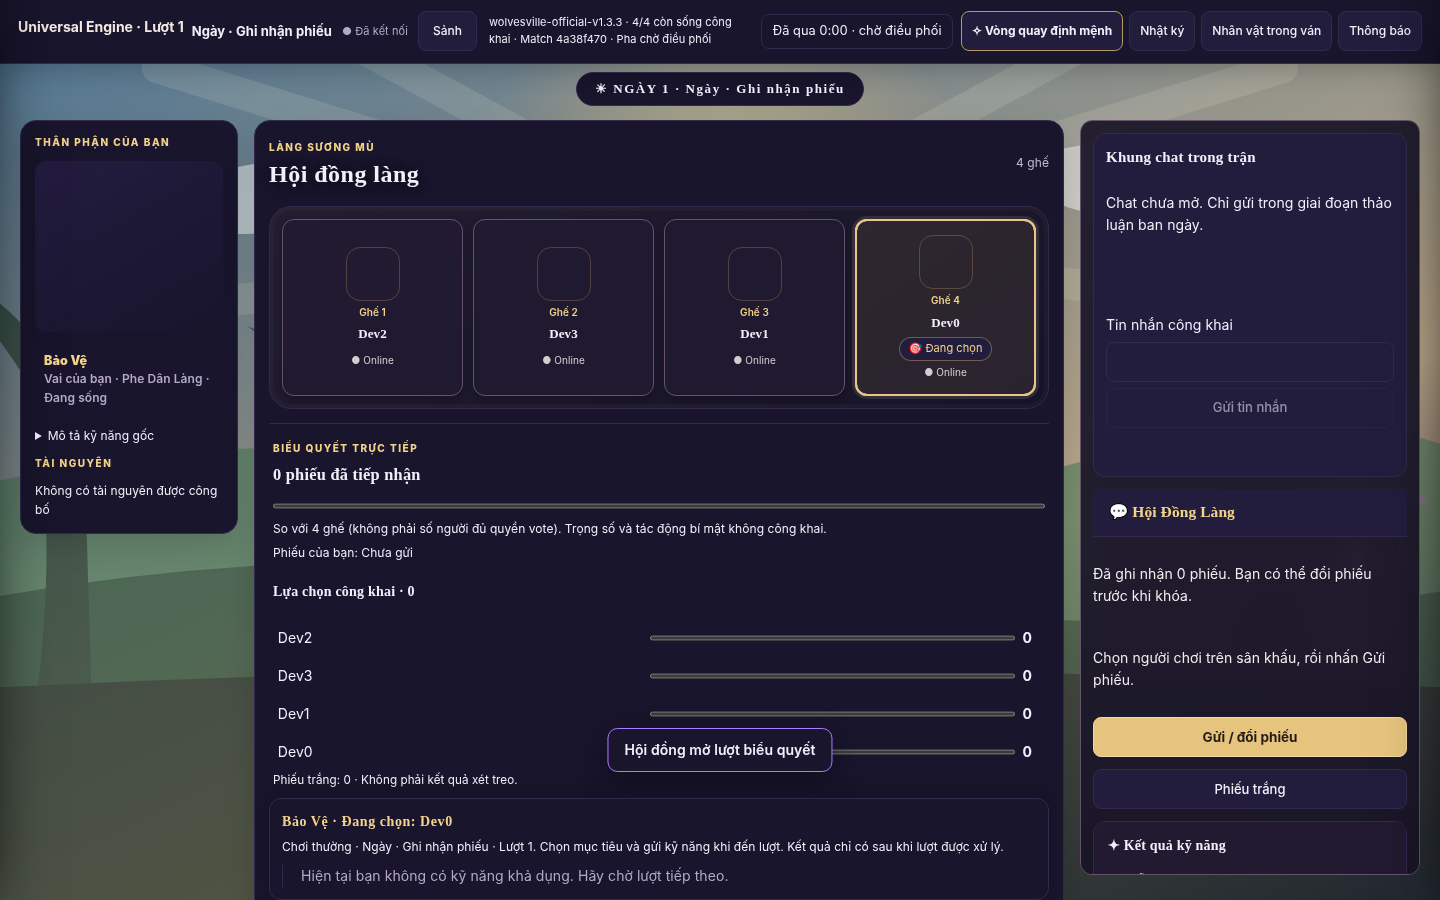 Universal Engine · Lượt 1
Ngày · Ghi nhận phiếu
Đã kết nối
Sảnh
wolvesville-official-v1.3.3 · 4/4 còn sống công
khai · Match 4a38f470 · Pha chờ điều phối
Đã qua 0:00 · chờ điều phối
✧ Vòng quay định mệnh
Nhật ký
Nhân vật trong ván
Thông báo
☀ NGÀY 1 · Ngày · Ghi nhận phiếu
THÂN PHẬN CỦA BẠN
Bảo Vệ
Vai của bạn · Phe Dân Làng ·
Đang sống
▶ Mô tả kỹ năng gốc
TÀI NGUYÊN
Không có tài nguyên được công
bố
LÀNG SƯƠNG MÙ
Hội đồng làng
4 ghế
Ghế 1
Dev2
Online
Ghế 2
Dev3
Online
Ghế 3
Dev1
Online
Ghế 4
Dev0
🎯 Đang chọn
Online
BIỂU QUYẾT TRỰC TIẾP
0 phiếu đã tiếp nhận
So với 4 ghế (không phải số người đủ quyền vote). Trọng số và tác động bí mật không công khai.
Phiếu của bạn: Chưa gửi
Lựa chọn công khai · 0
Dev2 0
Dev3 0
Dev1 0
Dev0 0
Hội đồng mở lượt biểu quyết
Phiếu trắng: 0 · Không phải kết quả xét treo.
Bảo Vệ · Đang chọn: Dev0
Chơi thường · Ngày · Ghi nhận phiếu · Lượt 1. Chọn mục tiêu và gửi kỹ năng khi đến lượt. Kết quả chỉ có sau khi lượt được xử lý.
Hiện tại bạn không có kỹ năng khả dụng. Hãy chờ lượt tiếp theo.
Khung chat trong trận
Chat chưa mở. Chỉ gửi trong giai đoạn thảo
luận ban ngày.
Tin nhắn công khai
Gửi tin nhắn
💬 Hội Đồng Làng
Đã ghi nhận 0 phiếu. Bạn có thể đổi phiếu
trước khi khóa.
Chọn người chơi trên sân khấu, rồi nhấn Gửi
phiếu.
Gửi / đổi phiếu
Phiếu trắng
✦ Kết quả kỹ năng